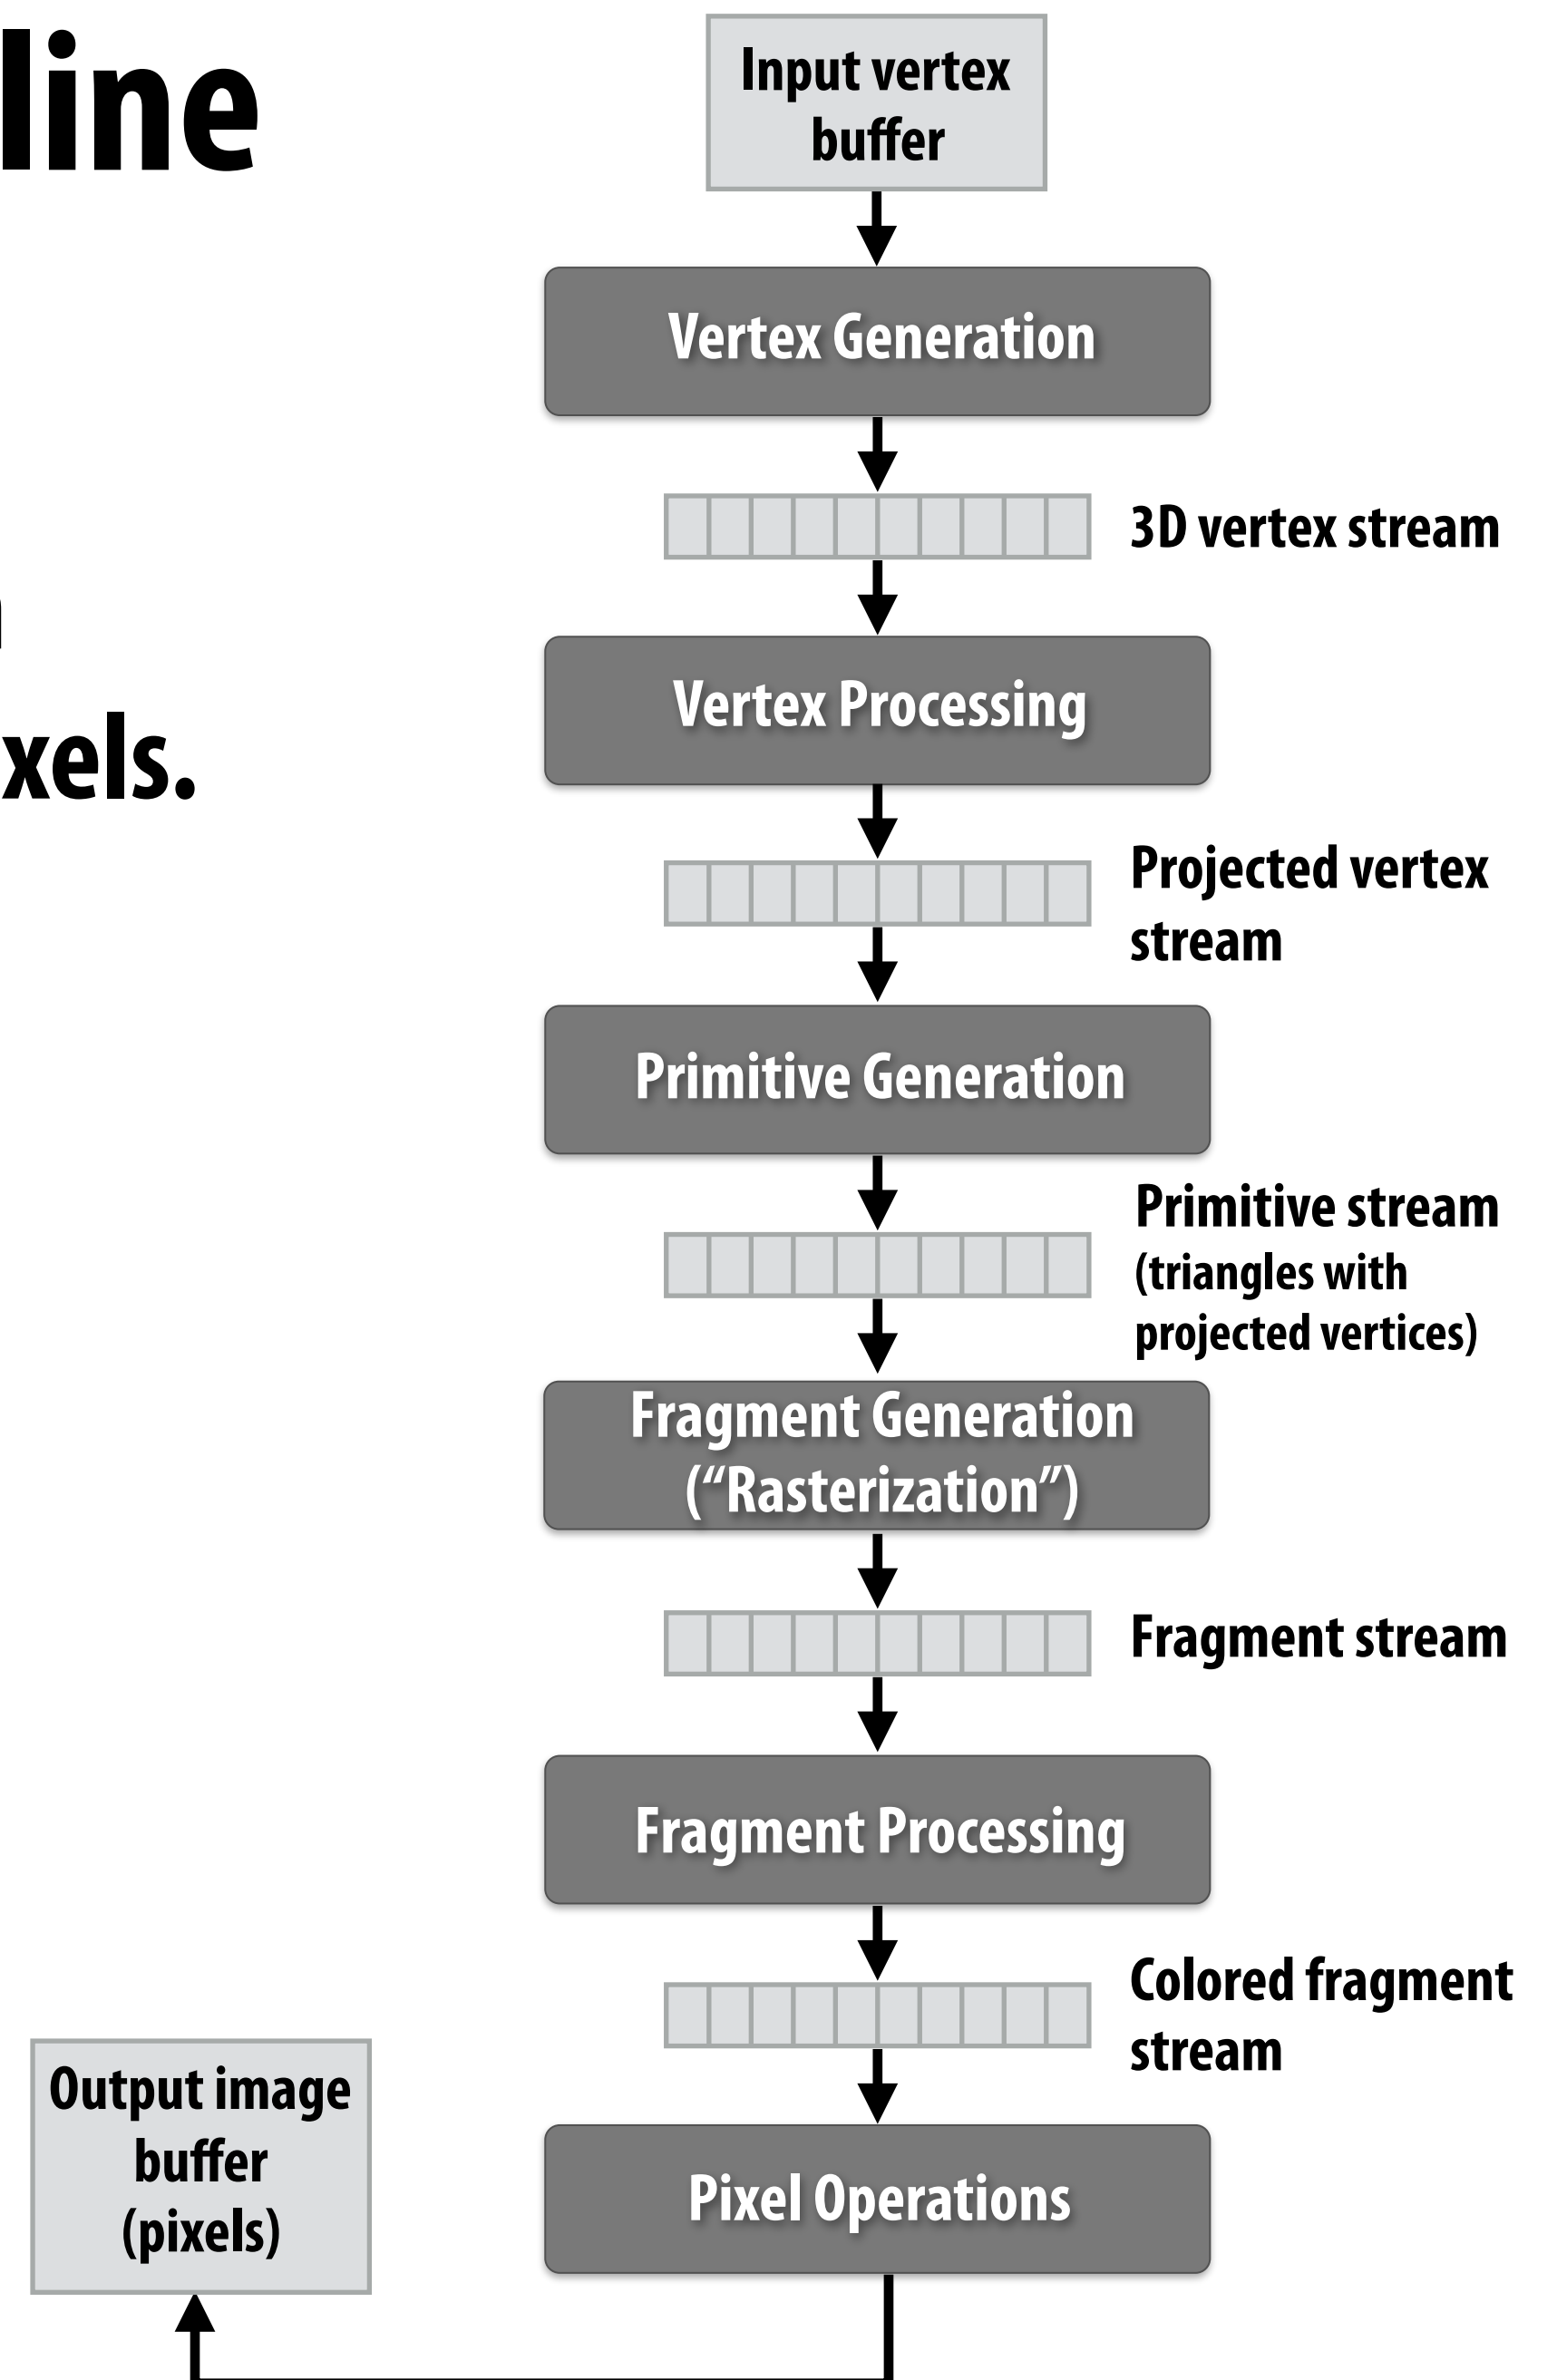 line
xels.
Input vertex
buffer
Vertex Generation
3D vertex stream
Vertex Processing
Projected vertex
stream
Primitive Generation
Primitive stream
(triangles with
projected vertices)
Fragment Generation
(“Rasterization”)
Fragment stream
Fragment Processing
Colored fragment
stream
Pixel Operations
Output image
buffer
(pixels)